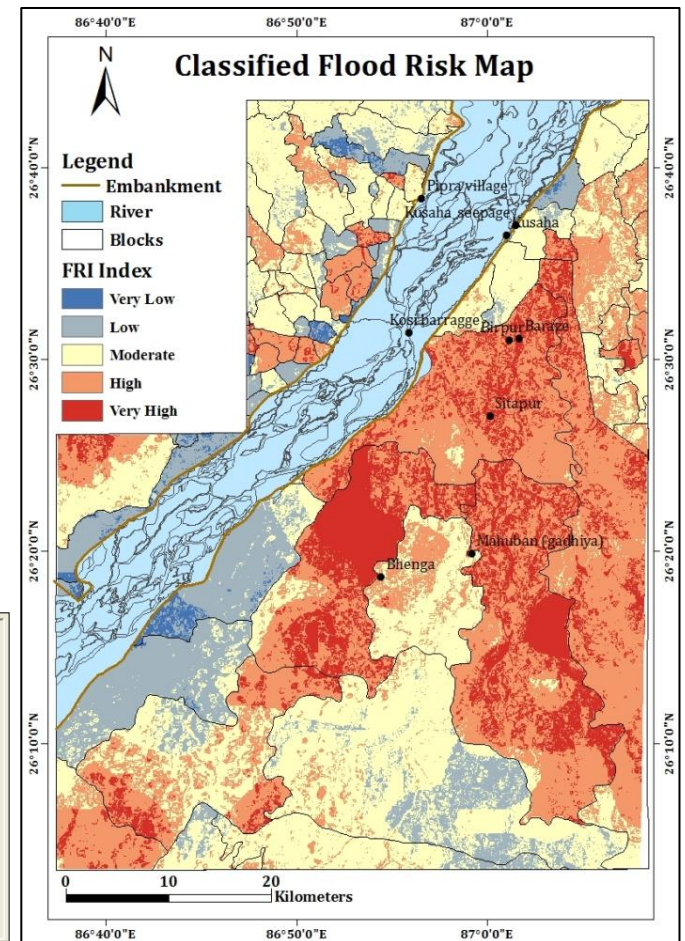 86°40'0"E 86°50'0"E 87°0'0"E
N
Classified Flood Risk Map
26°40'0"N 26°40'0"N
Legend
Embankment
River
Blocks
FRI Index
Very Low
Low
Moderate
High
Very High
Pipra village
Kusaha seepage
Kusaha
Kosi barragge
Birpur Baraze
26°30'0"N 26°30'0"N
Sitapur
26°20'0"N 26°20'0"N
Mahuban (gadhiya)
Bhenga
26°10'0"N 26°10'0"N
0 10 20
Kilometers
86°40'0"E 86°50'0"E 87°0'0"E